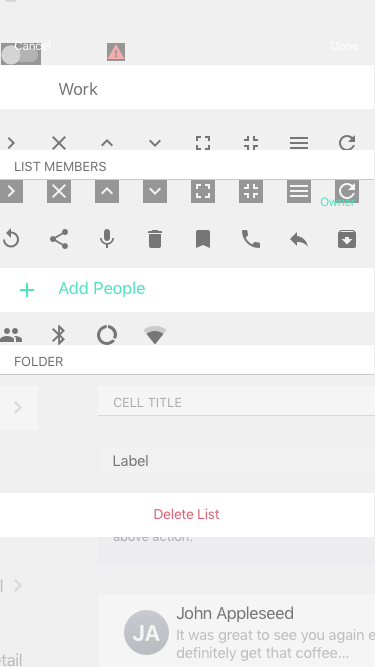 Cancel Done
Work
LIST MEMBERS
Owner
Add People
FOLDER
CELL TITLE
Label
Delete List
above action.
l
JA
John Appleseed
It was great to see you again e
etail
definitely get that coffee...